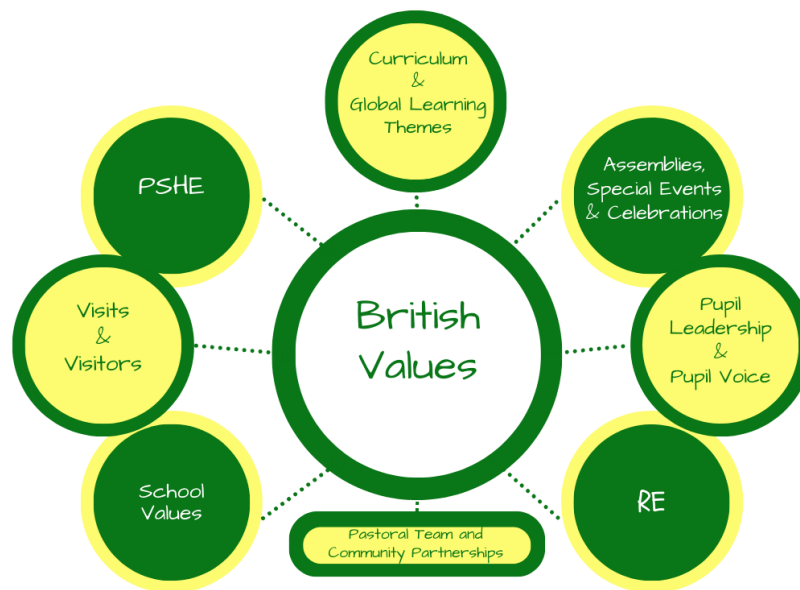 Curriculum
&
Global Learning
Themes
PSHE
Assemblies,
Special Events
& Celebrations
British
Values
Visits
&
Visitors
Pupil
Leadership
&
Pupil Voice
School
Values
RE
Pastoral Team and
Community Partnerships